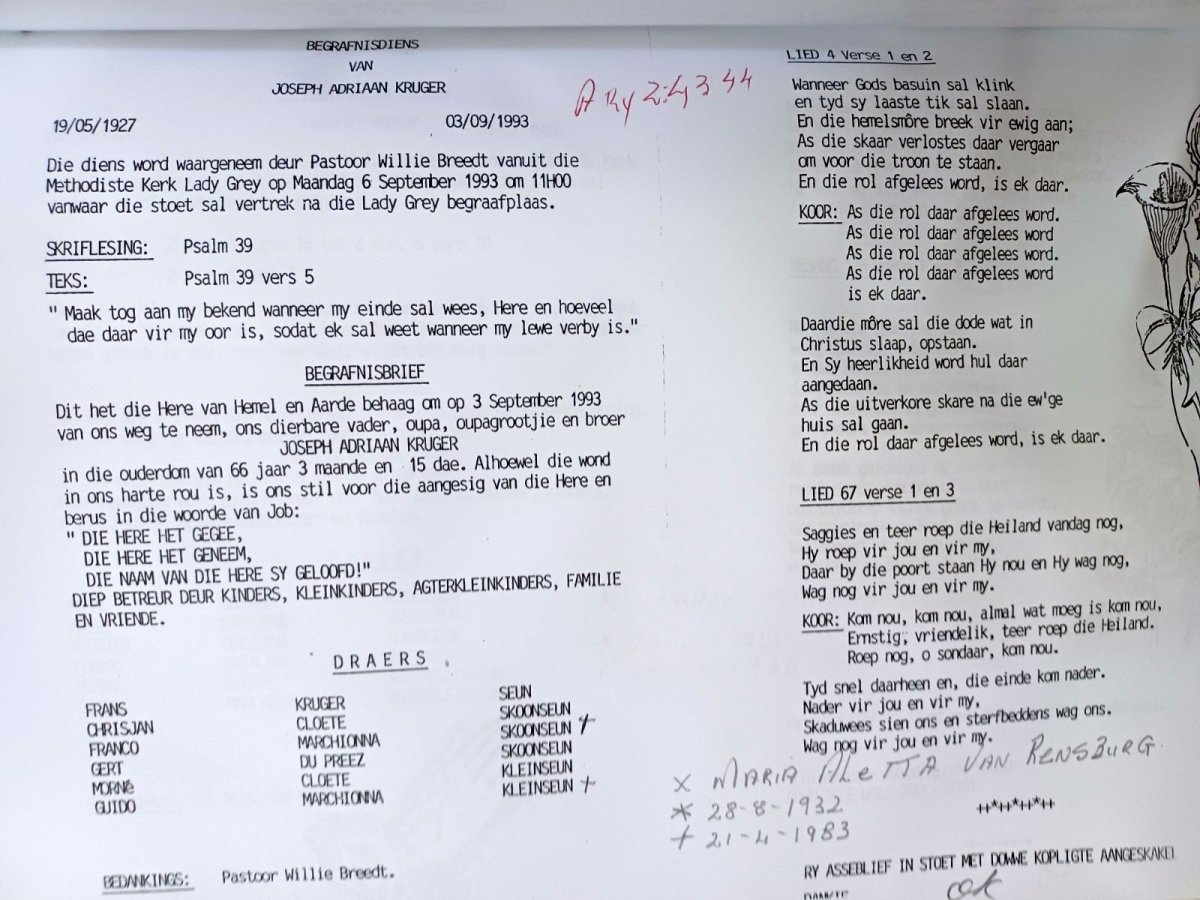 BEGRAFNISDIENS
VAN
JOSEPH ADRIAAN KRUGER
19/05/1927 03/09/1993
Die diens word waargeneem deur Pastoor Willie Breedt vanuit die
Methodiste Kerk Lady Grey op Maandag 6 September 1993 om 11H00
vanwaar die stoet sal vertrek na die Lady Grey begraafplaas.
SKRIFLESING: Psalm 39
TEKS: Psalm 39 vers 5
" Maak tog aan my bekend wanneer my einde sal wees, Here en hoeveel
dae daar vir my oor is, sodat ek sal weet wanneer my lewe verby is."
BEGRAFNISBRIEF
Dit het die Here van Hemel en Aarde behaag om op 3 September 1993
van ons weg te neem, ons dierbare vader, oupa, oupagrootjie en broer
JOSEPH ADRIAAN KRUGER
in die ouderdom van 66 jaar 3 maande en 15 dae. Alhoewel die wond
in ons harte rou is, is ons stil voor die aangesig van die Here en
berus in die woorde van Job:
" DIE HERE HET GEGEE,
DIE HERE HET GENEEM,
DIE NAAM VAN DIE HERE SY GELOOFD!"
DIEP BETREUR DEUR KINDERS, KLEINKINDERS, AGTERKLEINKINDERS, FAMILIE
EN VRIENDE.
D R A E R S
FRANS KRUGER SEUN
CHRISJAN CLOETE SKOONSEUN
FRANCO MARCHIONNA SKOONSEUN +
GERT DU PREEZ SKOONSEUN
MORNé CLOETE KLEINSEUN
GUIDO MARCHIONNA KLEINSEUN +
BEDANKINGS: Pastoor Willie Breedt.
A Ry 2:4 3 44
LIED 4 Verse 1 en 2
Wanneer Gods basuin sal klink
en tyd sy laaste tik sal slaan.
En die hemelsmôre breek vir ewig aan;
As die skaar verlostes daar vergaar
om voor die troon te staan.
En die rol afgelees word, is ek daar.
KOOR: As die rol daar afgelees word.
As die rol daar afgelees word
As die rol daar afgelees word.
As die rol daar afgelees word
is ek daar.
Daardie môre sal die dode wat in
Christus slaap, opstaan.
En Sy heerlikheid word hul daar
aangedaan.
As die uitverkore skare na die ew'ge
huis sal gaan.
En die rol daar afgelees word, is ek daar.
LIED 67 verse 1 en 3
Saggies en teer roep die Heiland vandag nog,
Hy roep vir jou en vir my,
Daar by die poort staan Hy nou en Hy wag nog,
Wag nog vir jou en vir my.
KOOR: Kom nou, kom nou, almal wat moeg is kom nou,
Ernstig, vriendelik, teer roep die Heiland.
Roep nog, o sondaar, kom nou.
Tyd snel daarheen en, die einde kom nader.
Nader vir jou en vir my,
Skaduwees sien ons en sterfbeddens wag ons.
Wag nog vir jou en vir my.
x MARIA ALETTA VAN RENSBURG
* 28-8-1932
+ 21-4-1983
++*++*++*++
RY ASSEBLIEF IN STOET MET DOWWE KOPLIGTE AANGESKAKEL